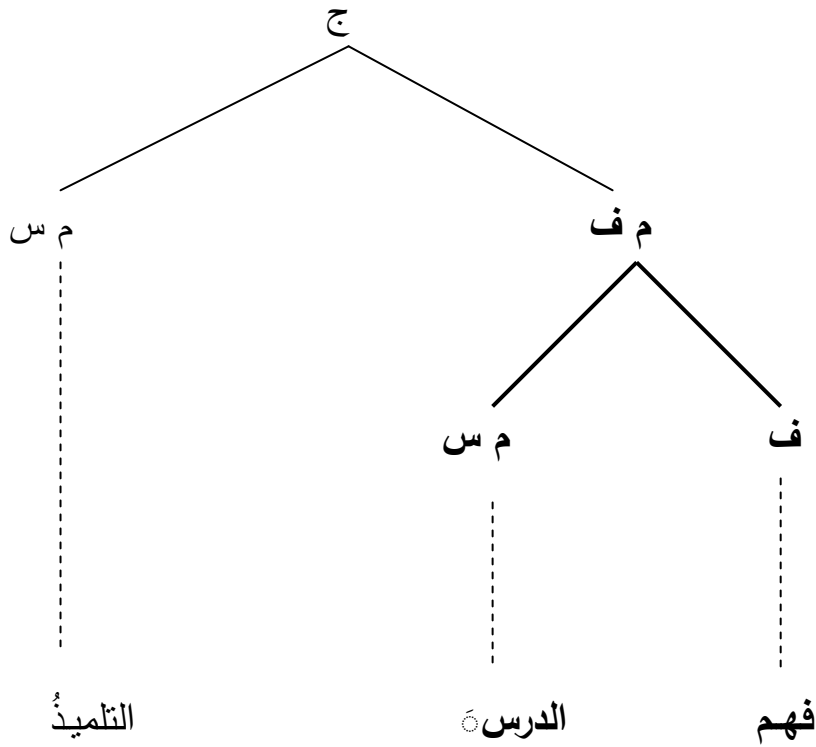 ج
م ف م س
ف م س
فهم الدرسَ التلميذُ